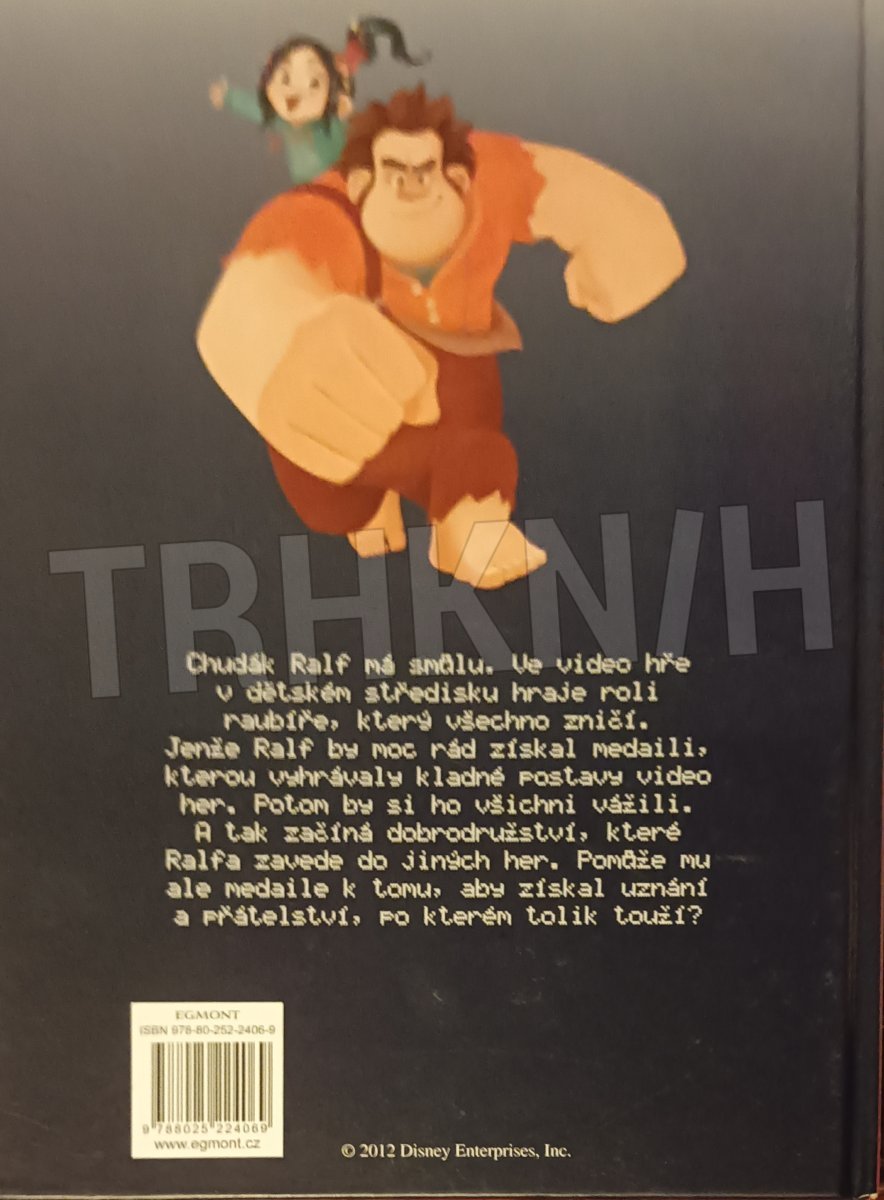 TRHKN/H
Chudák Ralf má smůlu. Ve video hře
v dětském středisku hraje roli
raubíře, který všechno zničí.
Jenže Ralf by moc rád získal medaili,
kterou vyhrávaly kladné postavy video
her. Potom by si ho všichni vážili.
A tak začíná dobrodružství, které
Ralfa zavede do jiných her. Pomůže mu
ale medaile k tomu, aby získal uznání
a přátelství, po kterém tolik touží?
EGMONT
ISBN 978-80-252-2406-9
9 788025 224069
www.egmont.cz
© 2012 Disney Enterprises, Inc.